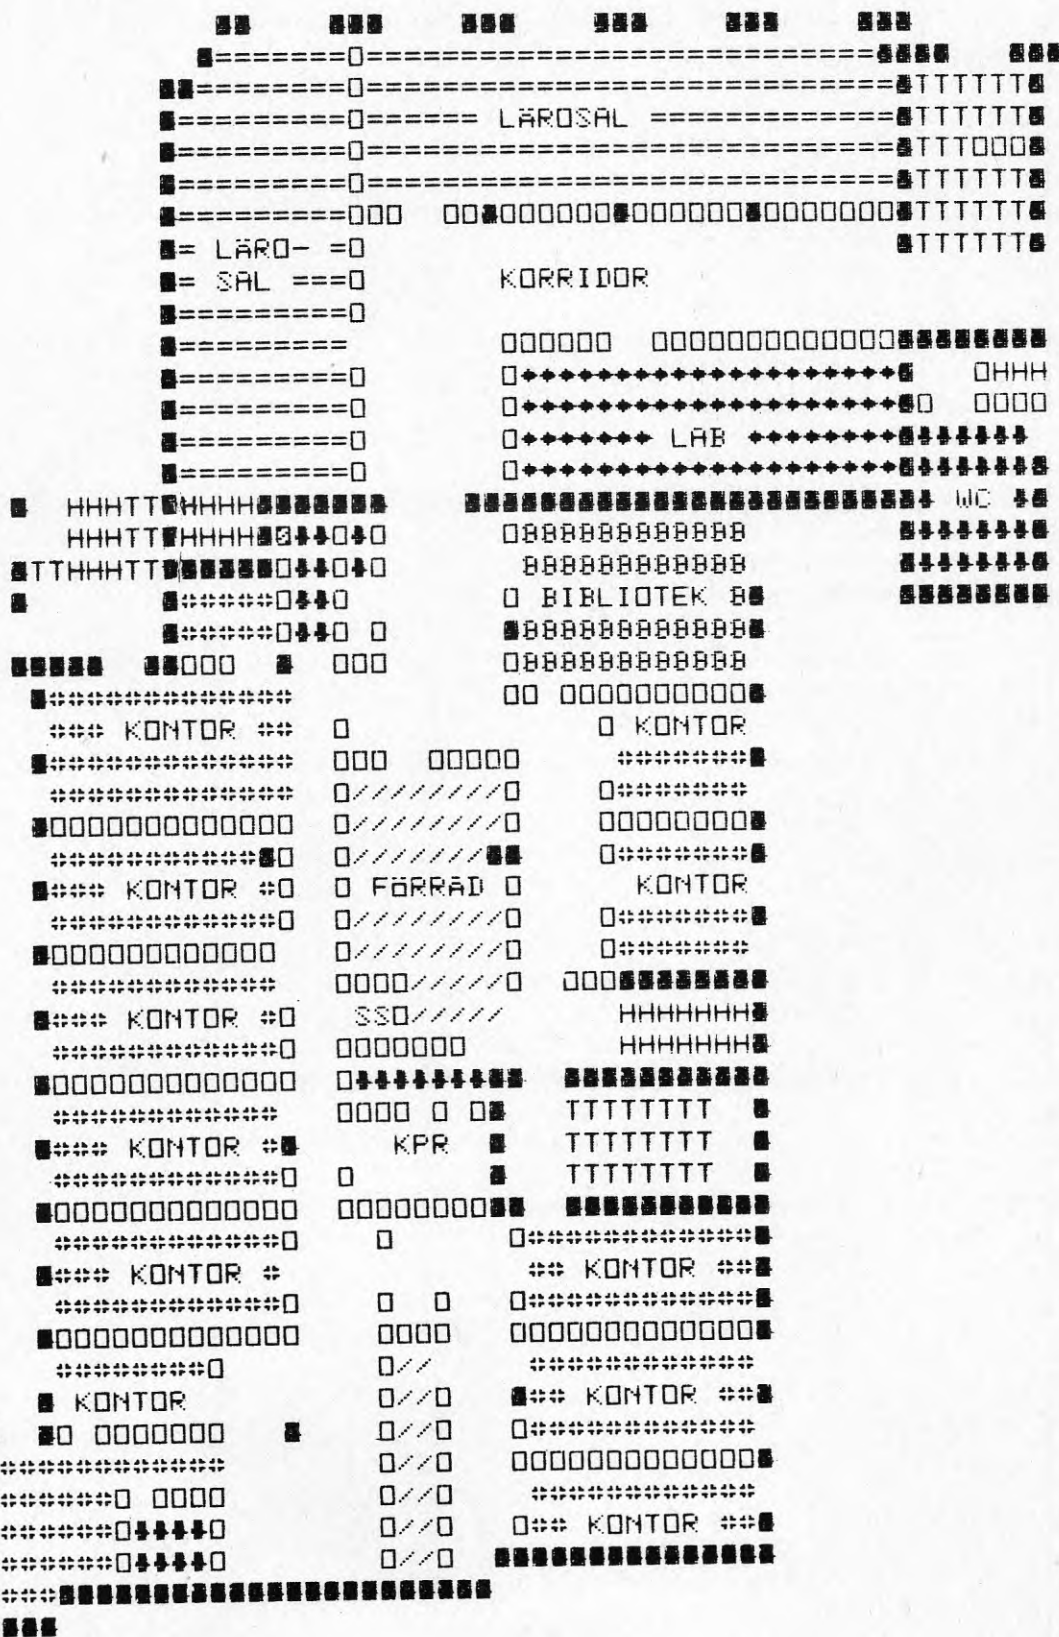 LÄROSAL
LÄRO-
SAL
KORRIDOR
LAB
WC
BIBLIOTEK
KONTOR KONTOR
KONTOR FÖRRÅD KONTOR
KONTOR
KONTOR KPR
KONTOR KONTOR
KONTOR KONTOR
KONTOR